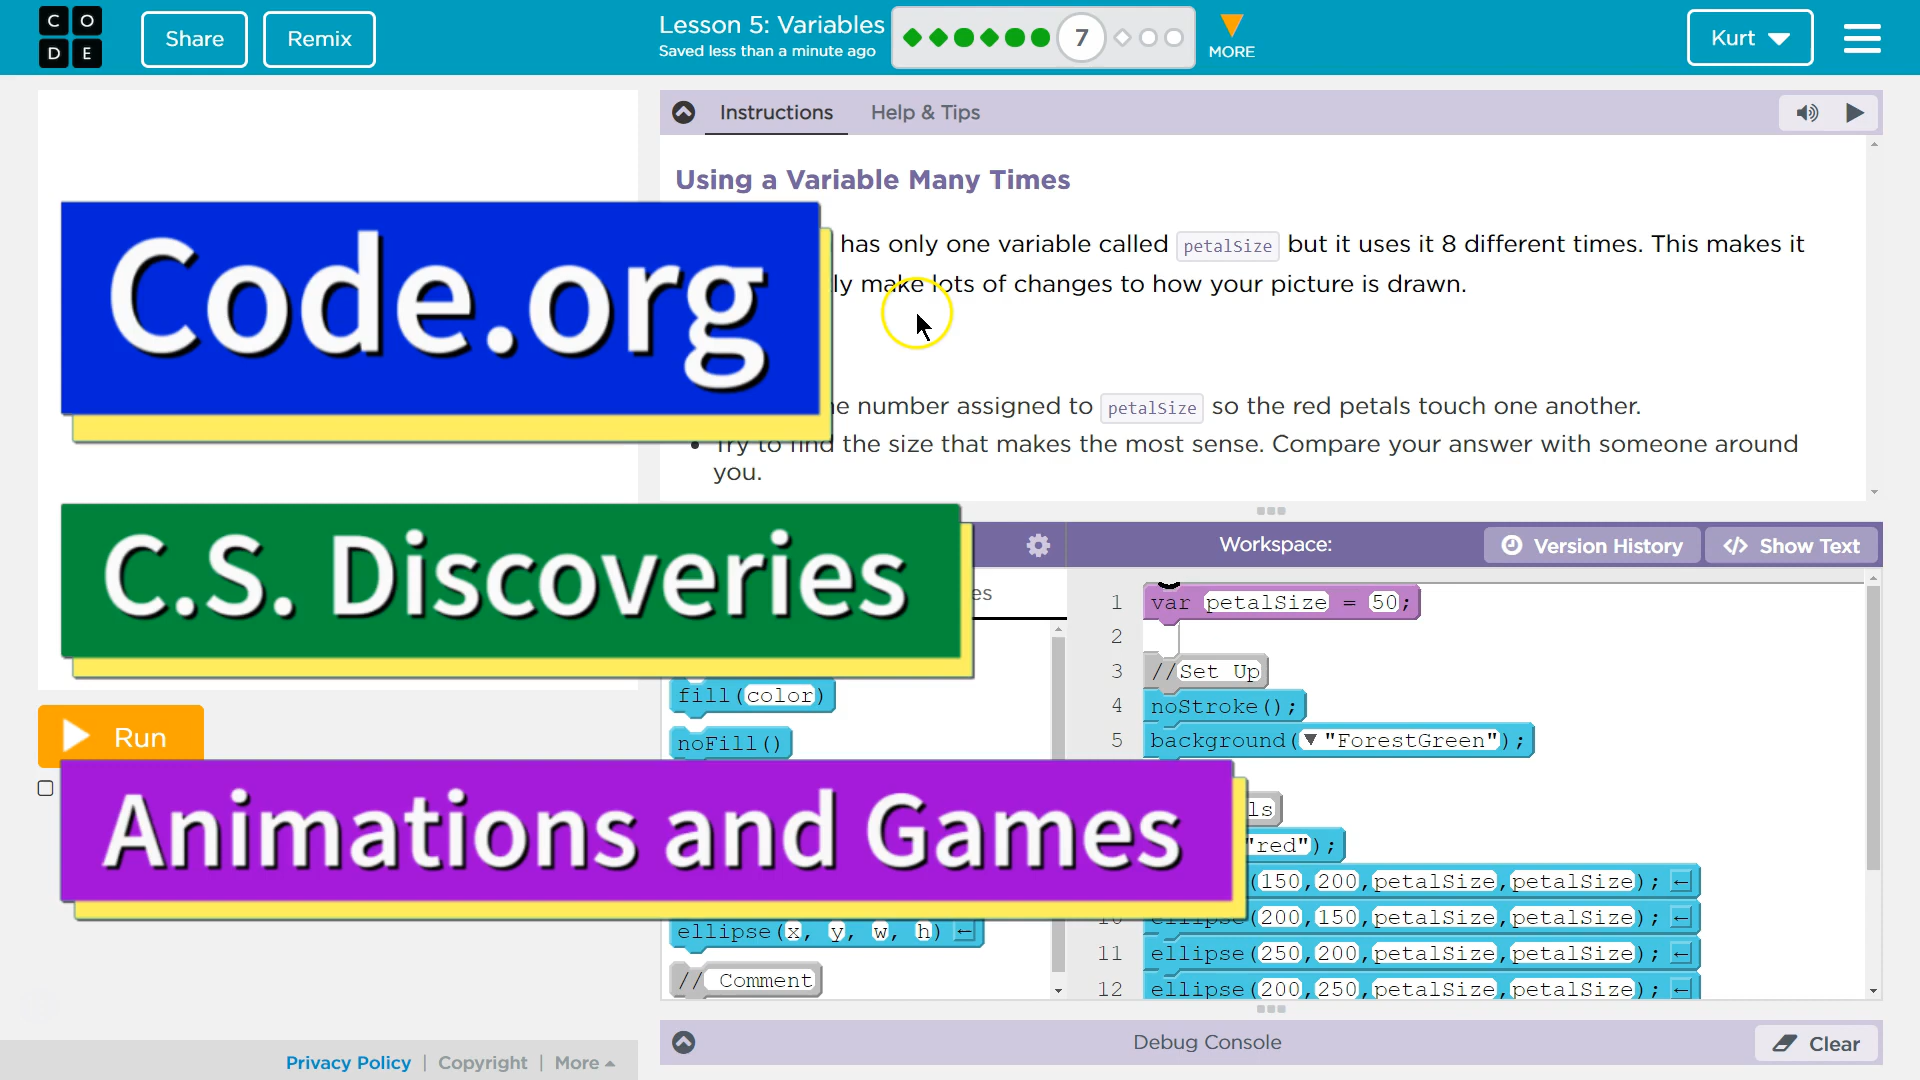 CODE
Share
Remix
Lesson 5: Variables
Saved less than a minute ago
7
MORE
Kurt
Instructions
Help & Tips
Using a Variable Many Times
has only one variable called petalSize but it uses it 8 different times. This makes it
make lots of changes to how your picture is drawn.
number assigned to petalSize so the red petals touch one another.
Try to find the size that makes the most sense. Compare your answer with someone around
you.
Code.org
C.S. Discoveries
Animations and Games
Workspace:
Version History
</> Show Text
fill(color)
noFill()
ellipse(x, y, w, h)
// Comment
1 var petalSize = 50;
2
3 //Set Up
4 noStroke();
5 background("ForestGreen");
"red");
(150,200,petalSize,petalSize);
10 ellipse(200,150,petalSize,petalSize);
11 ellipse(250,200,petalSize,petalSize);
12 ellipse(200,250,petalSize,petalSize);
Run
Debug Console
Clear
Privacy Policy | Copyright | More